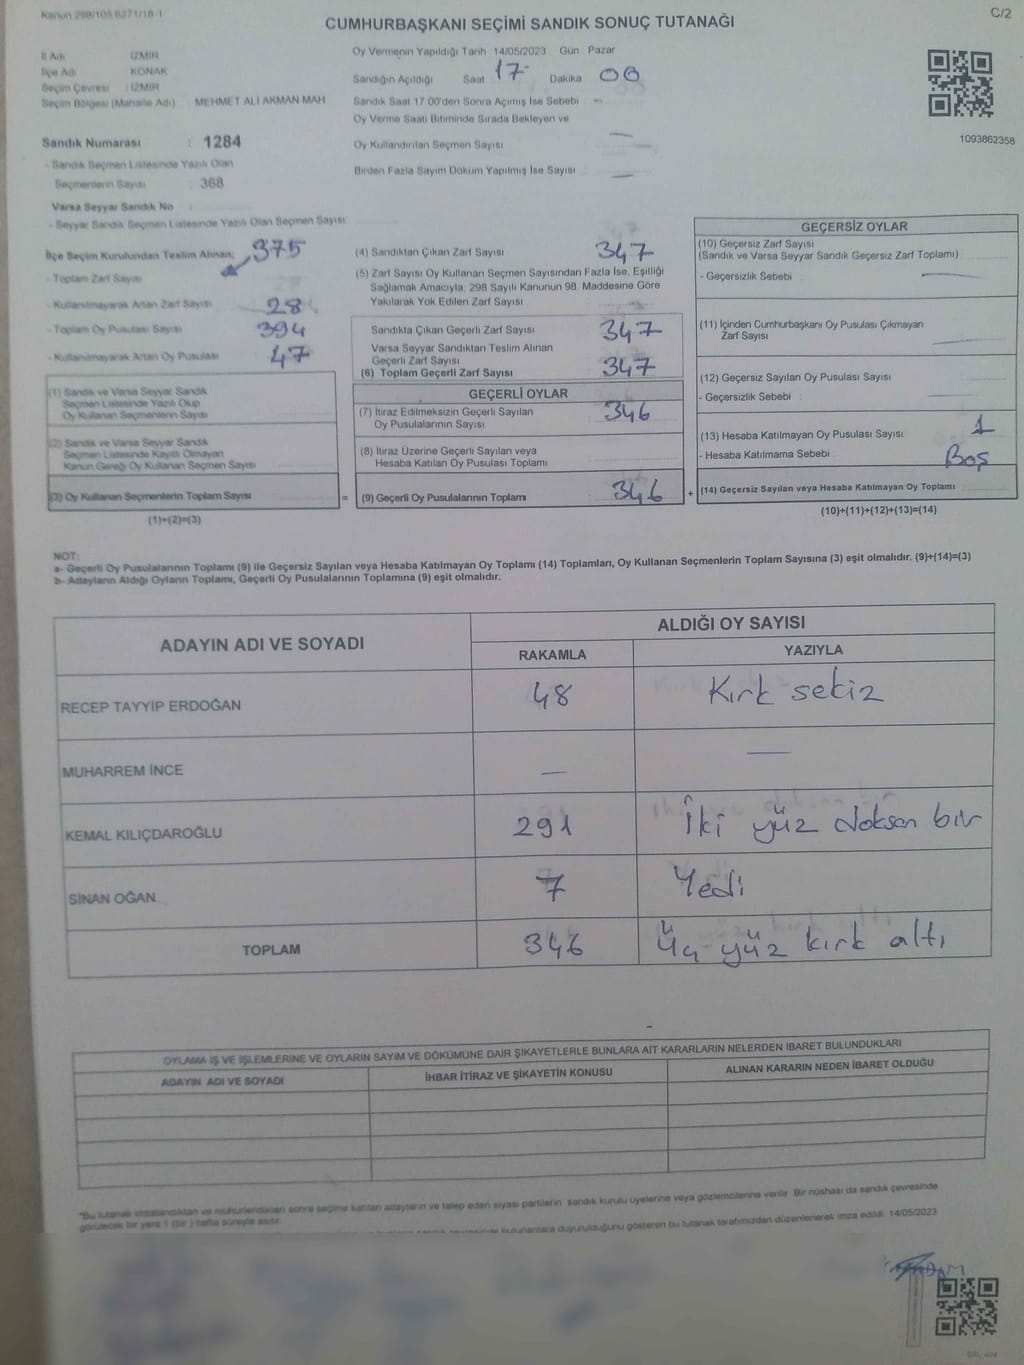 Kanun 298/105 6271/18-1
C/2
CUMHURBAŞKANI SEÇİMİ SANDIK SONUÇ TUTANAĞI
İl Adı : İZMİR
İlçe Adı : KONAK
Seçim Çevresi : İZMİR
Seçim Bölgesi (Mahalle Adı) MEHMET ALİ AKMAN MAH
Sandık Numarası : 1284
- Sandık Seçmen Listesinde Yazılı Olan
Seçmenlerin Sayısı : 368
Varsa Seyyar Sandık No :
- Seyyar Sandık Seçmen Listesinde Yazılı Olan Seçmen Sayısı
Oy Vermenin Yapıldığı Tarih 14/05/2023 Gün : Pazar
Sandığın Açıldığı Saat 17 Dakika 00
Sandık Saat 17 00'den Sonra Açımış İse Sebebi
Oy Verme Saati Bitiminde Sırada Bekleyen ve
Oy Kullandırılan Seçmen Sayısı —
Birden Fazla Sayım Döküm Yapılmış İse Sayısı —
1093862358
İlçe Seçim Kurulundan Teslim Alınan; 375
- Toplam Zarf Sayısı
- Kullanılmayarak Artan Zarf Sayısı 28
- Toplam Oy Pusulası Sayısı 394
- Kullanılmayarak Artan Oy Pusulası 47
(1) Sandık ve Varsa Seyyar Sandık
Seçmen Listesinde Yazılı Olup
Oy Kullanan Seçmenlerin Sayısı
(2) Sandık ve Varsa Seyyar Sandık
Seçmen Listesinde Kayıtlı Olmayan
Kanun Gereği Oy Kullanan Seçmen Sayısı
(3) Oy Kullanan Seçmenlerin Toplam Sayısı =
(1)+(2)=(3)
(4) Sandıktan Çıkan Zarf Sayısı 347
(5) Zarf Sayısı Oy Kullanan Seçmen Sayısından Fazla İse, Eşitliği
Sağlamak Amacıyla, 298 Sayılı Kanunun 98. Maddesine Göre
Yakılarak Yok Edilen Zarf Sayısı
Sandıkta Çıkan Geçerli Zarf Sayısı 347
Varsa Seyyar Sandıktan Teslim Alınan
Geçerli Zarf Sayısı
(6) Toplam Geçerli Zarf Sayısı 347
GEÇERLİ OYLAR
(7) İtiraz Edilmeksizin Geçerli Sayılan
Oy Pusulalarının Sayısı 346
(8) İtiraz Üzerine Geçerli Sayılan veya
Hesaba Katılan Oy Pusulası Toplamı
(9) Geçerli Oy Pusulalarının Toplamı 346 +
GEÇERSİZ OYLAR
(10) Geçersiz Zarf Sayısı
(Sandık ve Varsa Seyyar Sandık Geçersiz Zarf Toplamı)
- Geçersizlik Sebebi :
(11) İçinden Cumhurbaşkanı Oy Pusulası Çıkmayan
Zarf Sayısı
(12) Geçersiz Sayılan Oy Pusulası Sayısı
- Geçersizlik Sebebi :
(13) Hesaba Katılmayan Oy Pusulası Sayısı 1
- Hesaba Katılmama Sebebi : Boş
(14) Geçersiz Sayılan veya Hesaba Katılmayan Oy Toplamı
(10)+(11)+(12)+(13)=(14)
NOT:
a- Geçerli Oy Pusulalarının Toplamı (9) ile Geçersiz Sayılan veya Hesaba Katılmayan Oy Toplamı (14) Toplamları, Oy Kullanan Seçmenlerin Toplam Sayısına (3) eşit olmalıdır. (9)+(14)=(3)
b- Adayların Aldığı Oyların Toplamı, Geçerli Oy Pusulalarının Toplamına (9) eşit olmalıdır.
ADAYIN ADI VE SOYADI
ALDIĞI OY SAYISI
RAKAMLA YAZIYLA
RECEP TAYYİP ERDOĞAN 48 Kırk sekiz
MUHARREM İNCE — —
KEMAL KILIÇDAROĞLU 291 İki yüz doksan bir
SİNAN OĞAN 7 Yedi
TOPLAM 346 Üç yüz kırk altı
OYLAMA İŞ VE İŞLEMLERİNE VE OYLARIN SAYIM VE DÖKÜMÜNE DAİR ŞİKAYETLERLE BUNLARA AİT KARARLARIN NELERDEN İBARET BULUNDUKLARI
ADAYIN ADI VE SOYADI İHBAR İTİRAZ VE ŞİKAYETİN KONUSU ALINAN KARARIN NEDEN İBARET OLDUĞU
*Bu tutanak imzalandıktan ve mühürlendikten sonra seçime katılan adayların ve talep eden siyasi partilerin sandık kurulu üyelerine veya gözlemcilerine verilir. Bir nüshası da sandık çevresinde
görülecek bir yere 1 (bir ) hafta süreyle asılır.
bulunanlara duyurulduğunu gösteren bu tutanak tarafımızdan düzenlenerek imza edildi. 14/05/2023